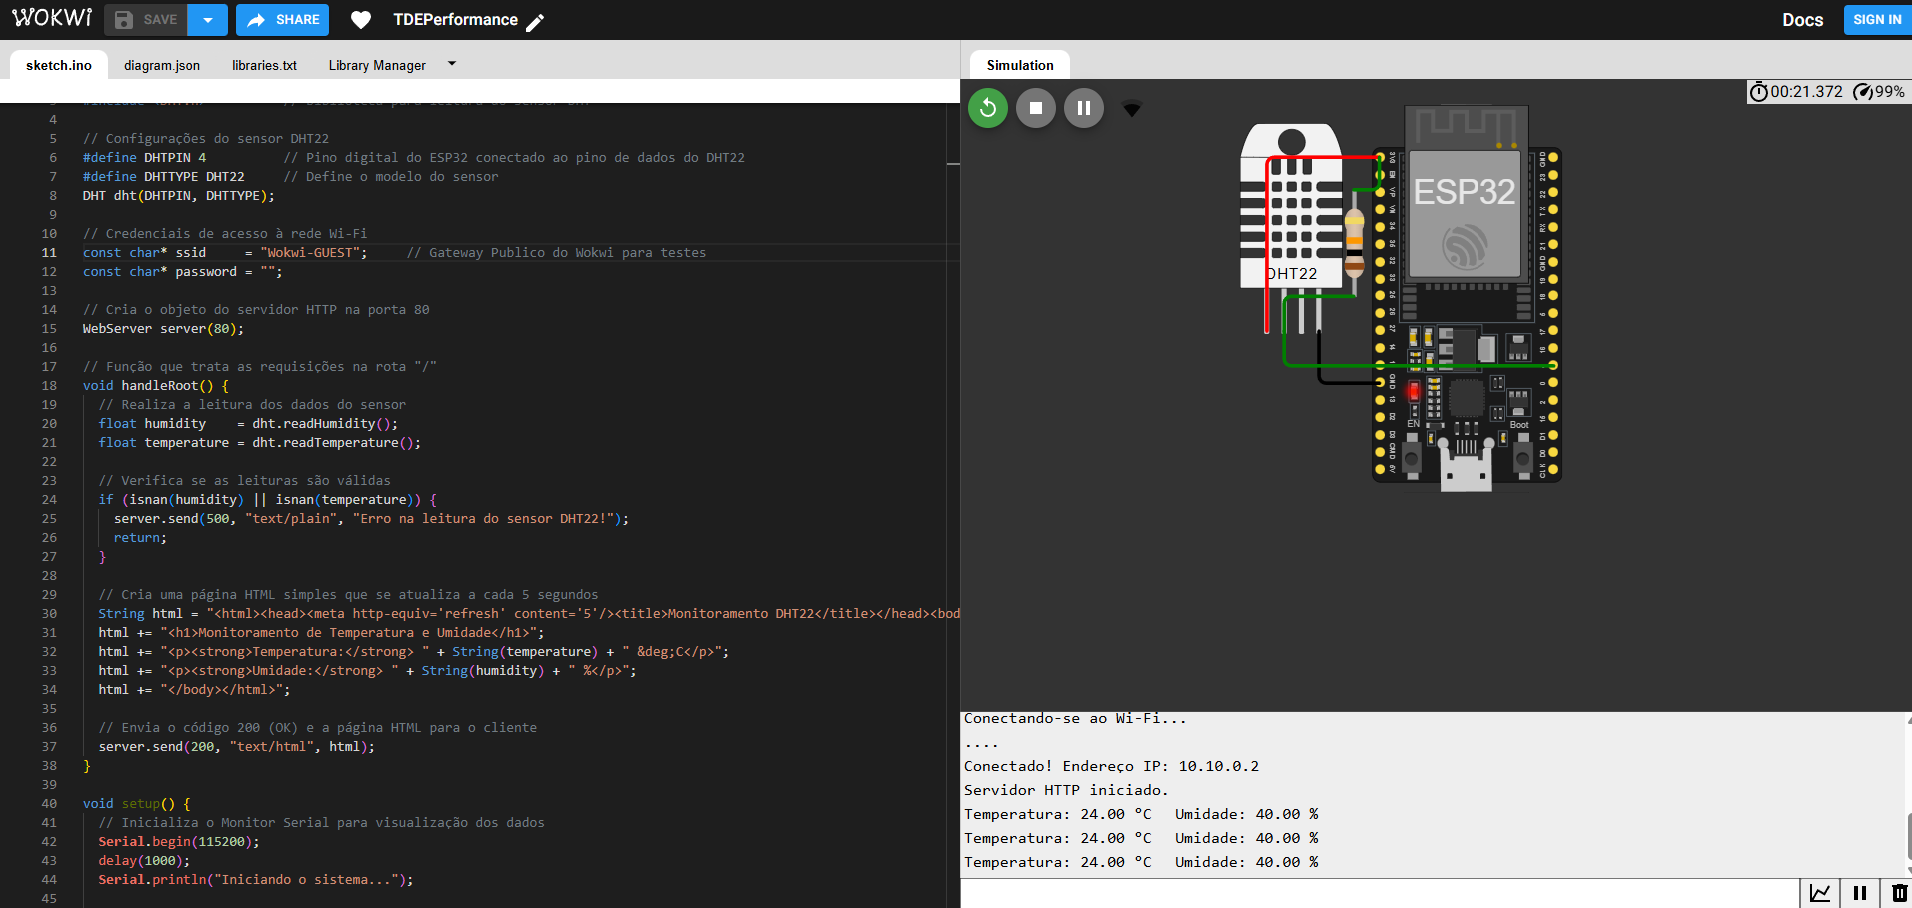 WOKWI
SAVE
SHARE
TDEPerformance
Docs
SIGN IN
sketch.ino
diagram.json
libraries.txt
Library Manager
4
5 // Configurações do sensor DHT22
6 #define DHTPIN 4 // Pino digital do ESP32 conectado ao pino de dados do DHT22
7 #define DHTTYPE DHT22 // Define o modelo do sensor
8 DHT dht(DHTPIN, DHTTYPE);
9
10 // Credenciais de acesso à rede Wi-Fi
11 const char* ssid = "Wokwi-GUEST"; // Gateway Publico do Wokwi para testes
12 const char* password = "";
13
14 // Cria o objeto do servidor HTTP na porta 80
15 WebServer server(80);
16
17 // Função que trata as requisições na rota "/"
18 void handleRoot() {
19 // Realiza a leitura dos dados do sensor
20 float humidity = dht.readHumidity();
21 float temperature = dht.readTemperature();
22
23 // Verifica se as leituras são válidas
24 if (isnan(humidity) || isnan(temperature)) {
25 server.send(500, "text/plain", "Erro na leitura do sensor DHT22!");
26 return;
27 }
28
29 // Cria uma página HTML simples que se atualiza a cada 5 segundos
30 String html = "<html><head><meta http-equiv='refresh' content='5'/><title>Monitoramento DHT22</title></head><bod
31 html += "<h1>Monitoramento de Temperatura e Umidade</h1>";
32 html += "<p><strong>Temperatura:</strong> " + String(temperature) + " &deg;C</p>";
33 html += "<p><strong>Umidade:</strong> " + String(humidity) + " %</p>";
34 html += "</body></html>";
35
36 // Envia o código 200 (OK) e a página HTML para o cliente
37 server.send(200, "text/html", html);
38 }
39
40 void setup() {
41 // Inicializa o Monitor Serial para visualização dos dados
42 Serial.begin(115200);
43 delay(1000);
44 Serial.println("Iniciando o sistema...");
45
Simulation
00:21.372
99%
DHT22
ESP32
EN
Boot
Conectando-se ao Wi-Fi...
....
Conectado! Endereço IP: 10.10.0.2
Servidor HTTP iniciado.
Temperatura: 24.00 ºC Umidade: 40.00 %
Temperatura: 24.00 ºC Umidade: 40.00 %
Temperatura: 24.00 ºC Umidade: 40.00 %